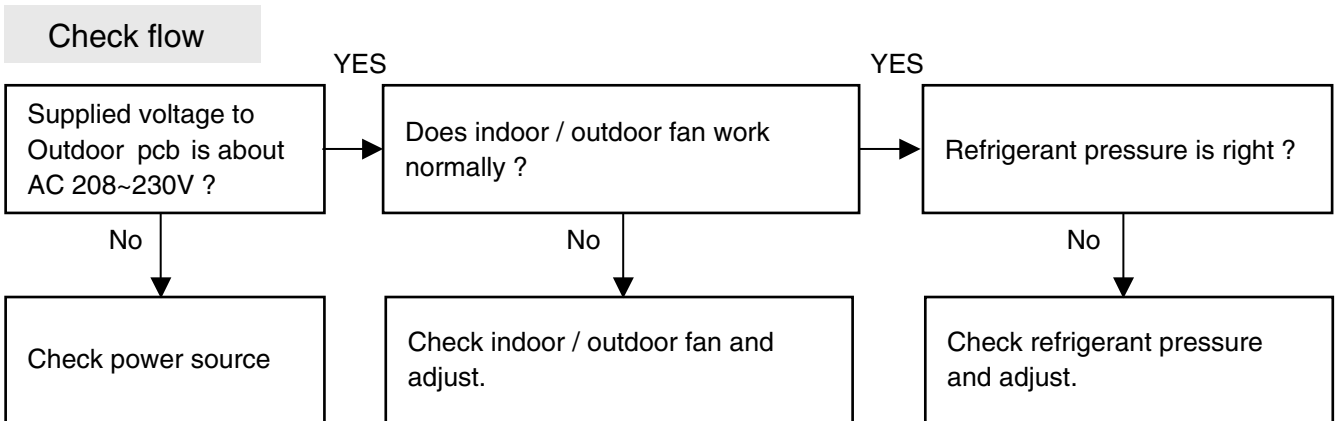 Check flow
YES
YES
Supplied voltage to
Outdoor pcb is about
AC 208~230V ?
Does indoor / outdoor fan work
normally ?
Refrigerant pressure is right ?
No
No
No
Check power source
Check indoor / outdoor fan and
adjust.
Check refrigerant pressure
and adjust.